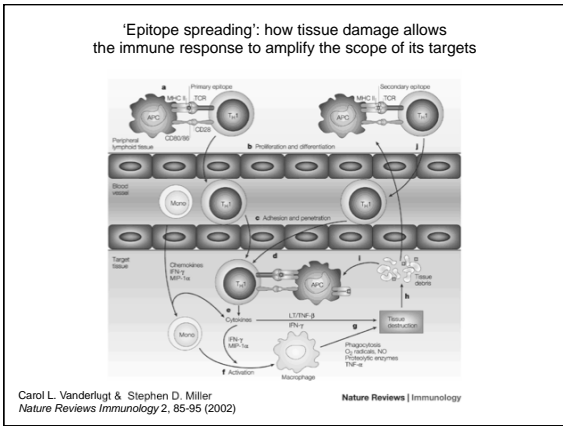 ‘Epitope spreading’: how tissue damage allows
the immune response to amplify the scope of its targets
a
Primary epitope
MHC II
TCR
APC
TH1
CD80/86
CD28
Peripheral
lymphoid tissue
Secondary epitope
APC
TH1
b Proliferation and differentiation
j
Blood
vessel
Mono
TH1
TH1
c Adhesion and penetration
Target
tissue
d
Chemokines
IFN-γ
MIP-1α
TH1
APC
i
Tissue
debris
e
Cytokines
LT/TNF-β
IFN-γ
h
g
Tissue
destruction
Mono
IFN-γ
MIP-1α
f Activation
Macrophage
Phagocytosis
O2 radicals, NO
Proteolytic enzymes
TNF-α
Carol L. Vanderlugt & Stephen D. Miller
Nature Reviews Immunology 2, 85-95 (2002)
Nature Reviews | Immunology